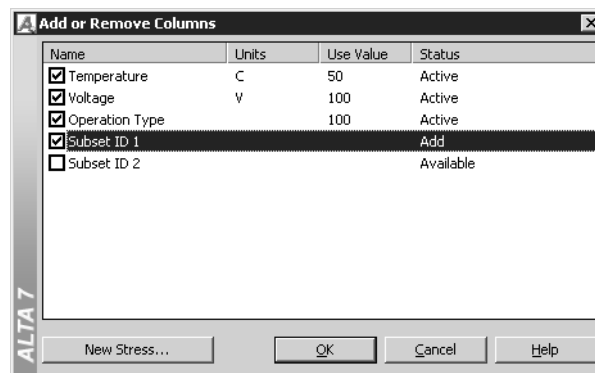 Add or Remove Columns
Name Units Use Value Status
Temperature C 50 Active
Voltage V 100 Active
Operation Type 100 Active
Subset ID 1 Add
Subset ID 2 Available
ALTA 7
New Stress... OK Cancel Help